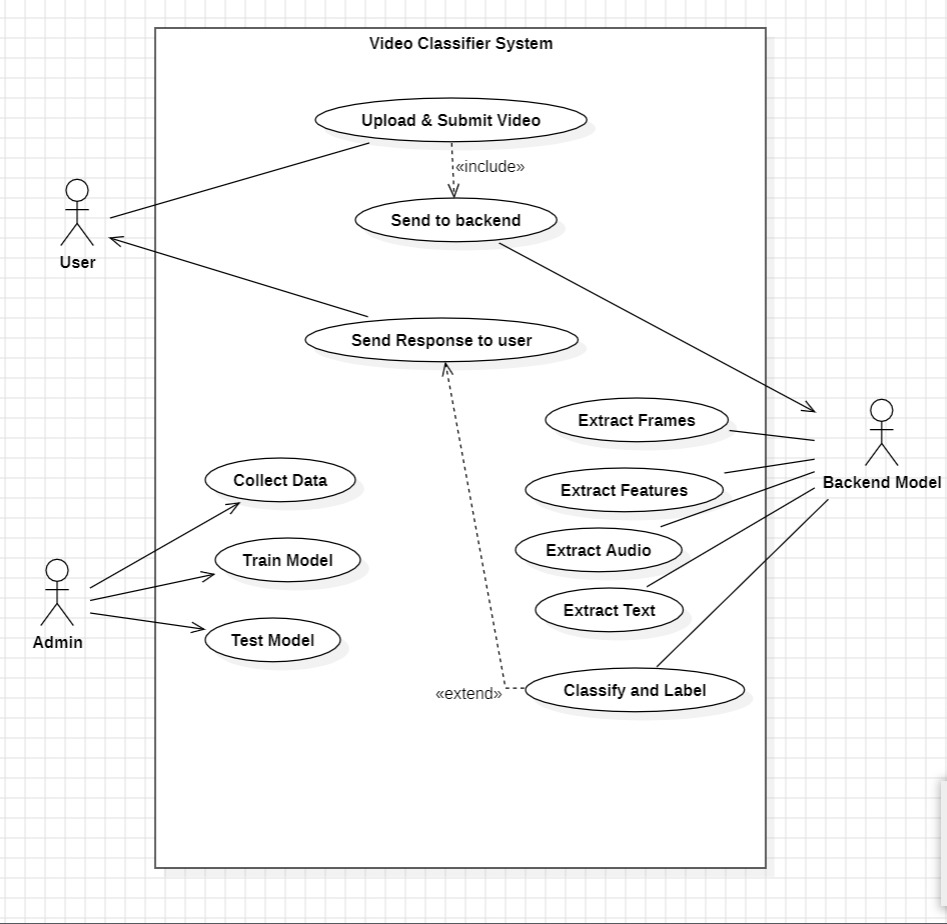 Video Classifier System
Upload & Submit Video
«include»
Send to backend
User
Send Response to user
Extract Frames
Collect Data
Backend Model
Extract Features
Extract Audio
Train Model
Extract Text
Admin
Test Model
Classify and Label
«extend»